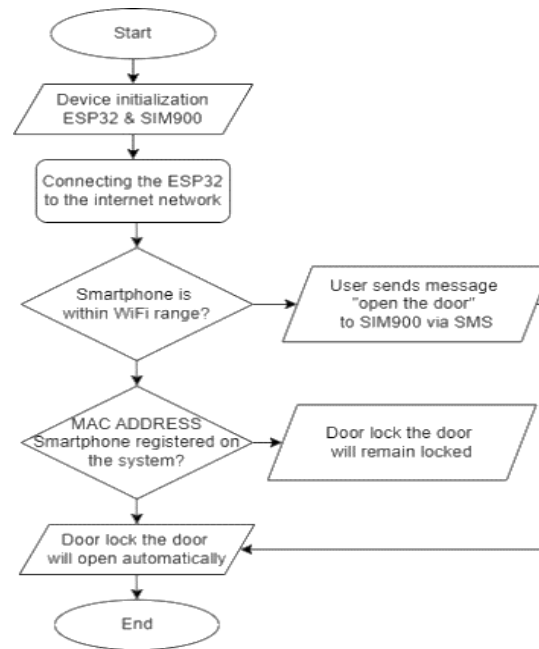 Start
Device initialization
ESP32 & SIM900
Connecting the ESP32
to the internet network
Smartphone is
within WiFi range?
User sends message
"open the door"
to SIM900 via SMS
MAC ADDRESS
Smartphone registered on
the system?
Door lock the door
will remain locked
Door lock the door
will open automatically
End